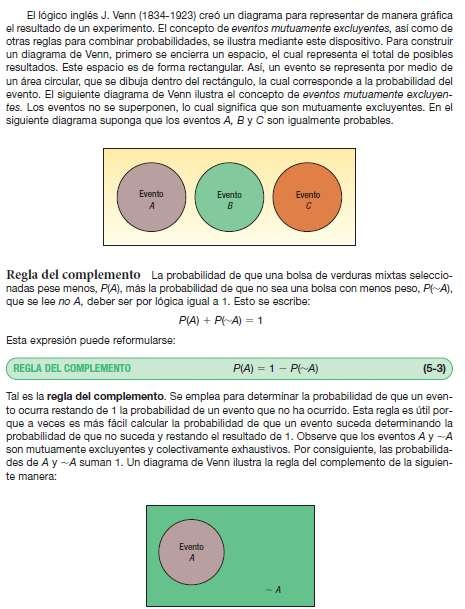 El lógico inglés J. Venn (1834-1923) creó un diagrama para representar de manera gráfica
el resultado de un experimento. El concepto de eventos mutuamente excluyentes, así como de
otras reglas para combinar probabilidades, se ilustra mediante este dispositivo. Para construir
un diagrama de Venn, primero se encierra un espacio, el cual representa el total de posibles
resultados. Este espacio es de forma rectangular. Así, un evento se representa por medio de
un área circular, que se dibuja dentro del rectángulo, la cual corresponde a la probabilidad del
evento. El siguiente diagrama de Venn ilustra el concepto de eventos mutuamente excluyen-
tes. Los eventos no se superponen, lo cual significa que son mutuamente excluyentes. En el
siguiente diagrama suponga que los eventos A, B y C son igualmente probables.
Evento Evento Evento
A B C
Regla del complemento La probabilidad de que una bolsa de verduras mixtas seleccio-
nadas pese menos, P(A), más la probabilidad de que no sea una bolsa con menos peso, P(~A),
que se lee no A, deber ser por lógica igual a 1. Esto se escribe:
P(A) + P(~A) = 1
Esta expresión puede reformularse:
REGLA DEL COMPLEMENTO P(A) = 1 − P(~A) (5-3)
Tal es la regla del complemento. Se emplea para determinar la probabilidad de que un even-
to ocurra restando de 1 la probabilidad de un evento que no ha ocurrido. Esta regla es útil por-
que a veces es más fácil calcular la probabilidad de que un evento suceda determinando la
probabilidad de que no suceda y restando el resultado de 1. Observe que los eventos A y ~A
son mutuamente excluyentes y colectivamente exhaustivos. Por consiguiente, las probabilida-
des de A y ~A suman 1. Un diagrama de Venn ilustra la regla del complemento de la siguien-
te manera:
Evento
A
~ A